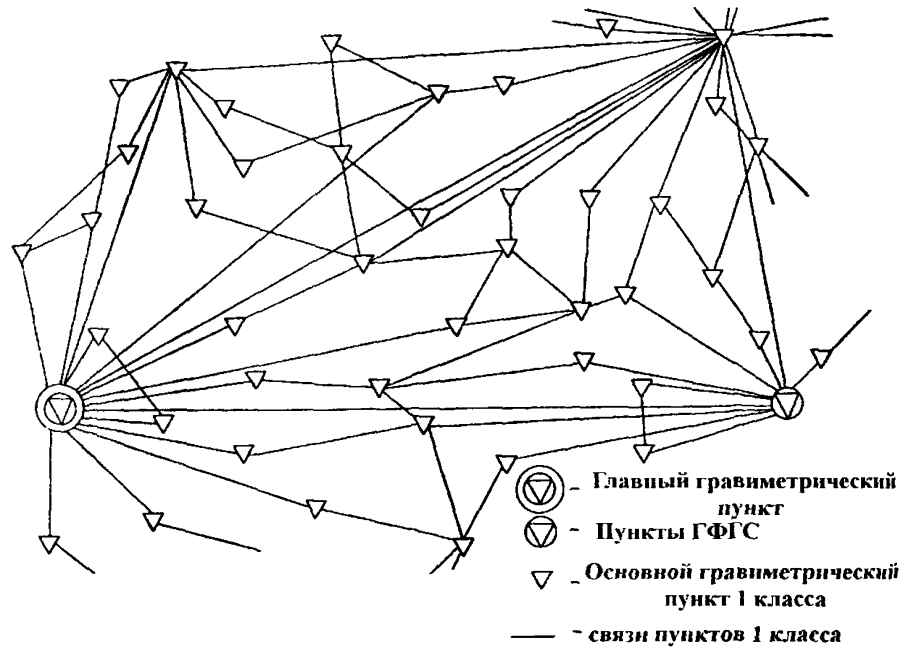 - Главный гравиметрический
пункт
- Пункты ГФГС
- Основной гравиметрический
пункт 1 класса
- связи пунктов 1 класса